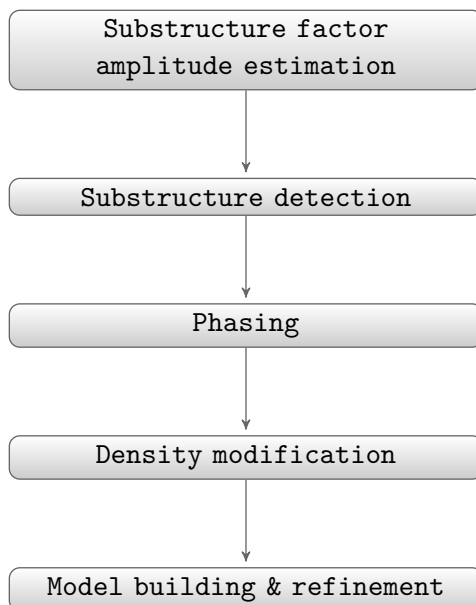 Substructure factor
amplitude estimation
Substructure detection
Phasing
Density modification
Model building & refinement